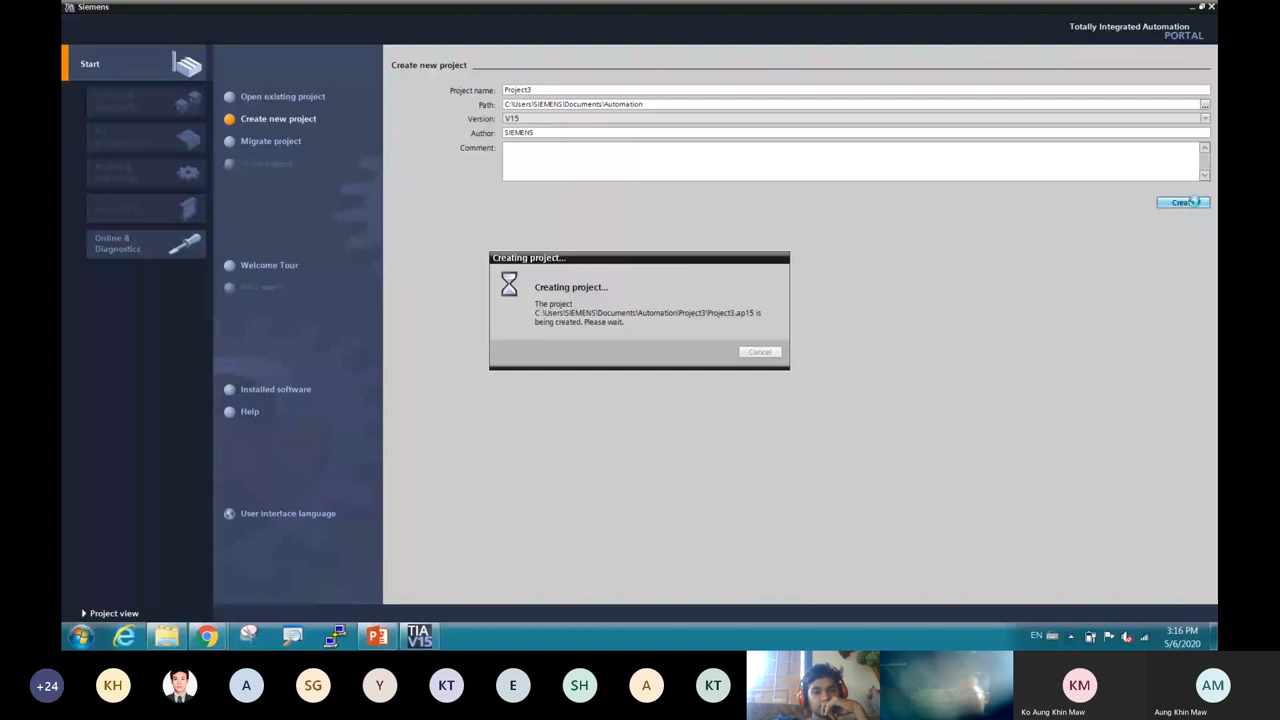 Siemens
Totally Integrated Automation
PORTAL
Start
Create new project
Open existing project
Project name: Project3
Path: C:\Users\SIEMENS\Documents\Automation
...
Create new project
Version: V15
Author: SIEMENS
Migrate project
Comment:
Online &
Diagnostics
Welcome Tour
Creating project...
Creating project...
The project
C:\Users\SIEMENS\Documents\Automation\Project3\Project3.ap15 is
being created. Please wait.
Cancel
Installed software
Help
User interface language
Project view
TIA
V15
EN
3:16 PM
5/6/2020
+24
KH
A
SG
Y
KT
E
SH
A
KT
KM
AM
Ko Aung Khin Maw
Aung Khin Maw